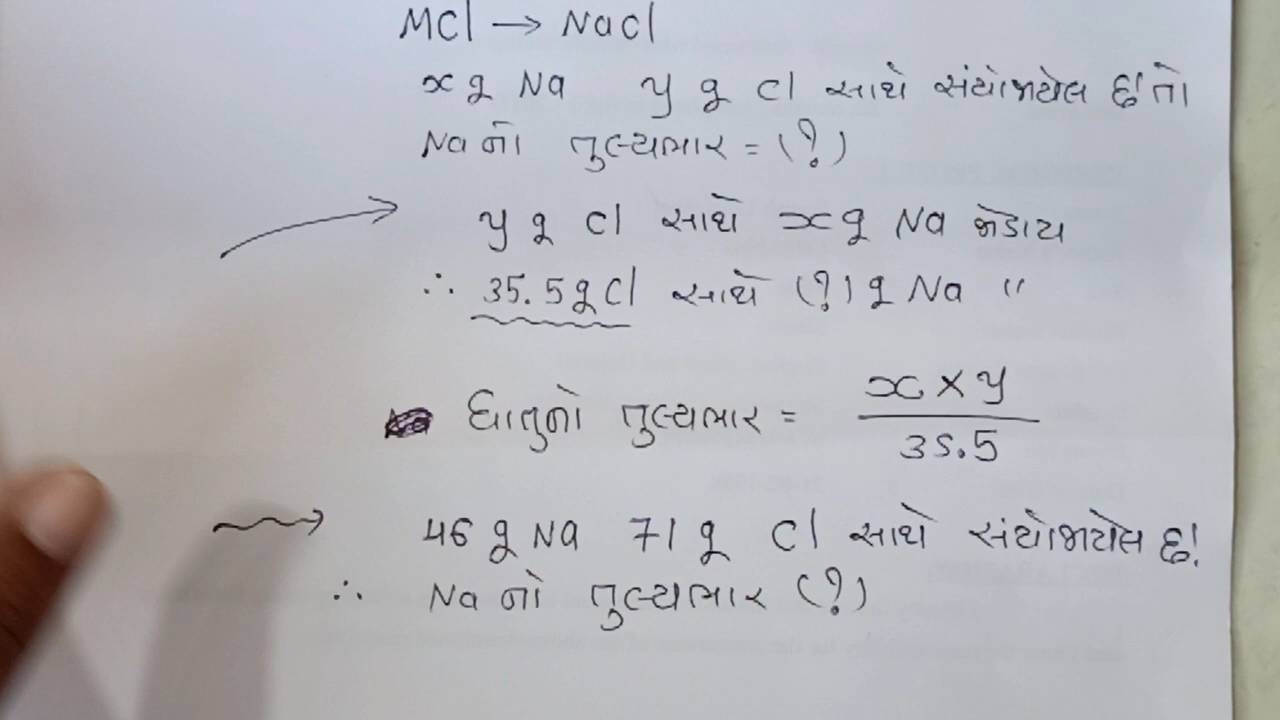 MCl → NaCl
x g Na y g Cl સાથે સંયોજાયેલ છે! તો
Na નો તુલ્યભાર = (?)
y g Cl સાથે x g Na જોડાય
∴ 35.5 g Cl સાથે (?) g Na "
ધાતુનો તુલ્યભાર = x × y / 35.5
46 g Na 71 g Cl સાથે સંયોજાયેલ છે!
∴ Na નો તુલ્યભાર (?)